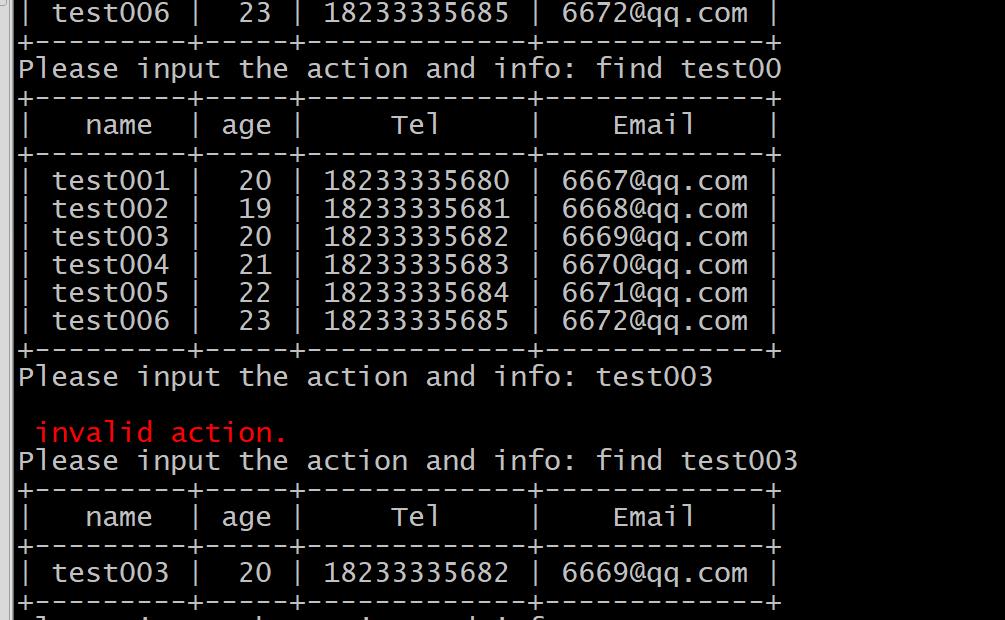 | test006 |  23 | 18233335685 | 6672@qq.com |
+---------+-----+-------------+-------------+
Please input the action and info: find test00
+---------+-----+-------------+-------------+
|   name  | age |     Tel     |    Email    |
+---------+-----+-------------+-------------+
| test001 |  20 | 18233335680 | 6667@qq.com |
| test002 |  19 | 18233335681 | 6668@qq.com |
| test003 |  20 | 18233335682 | 6669@qq.com |
| test004 |  21 | 18233335683 | 6670@qq.com |
| test005 |  22 | 18233335684 | 6671@qq.com |
| test006 |  23 | 18233335685 | 6672@qq.com |
+---------+-----+-------------+-------------+
Please input the action and info: test003
invalid action.
Please input the action and info: find test003
+---------+-----+-------------+-------------+
|   name  | age |     Tel     |    Email    |
+---------+-----+-------------+-------------+
| test003 |  20 | 18233335682 | 6669@qq.com |
+---------+-----+-------------+-------------+